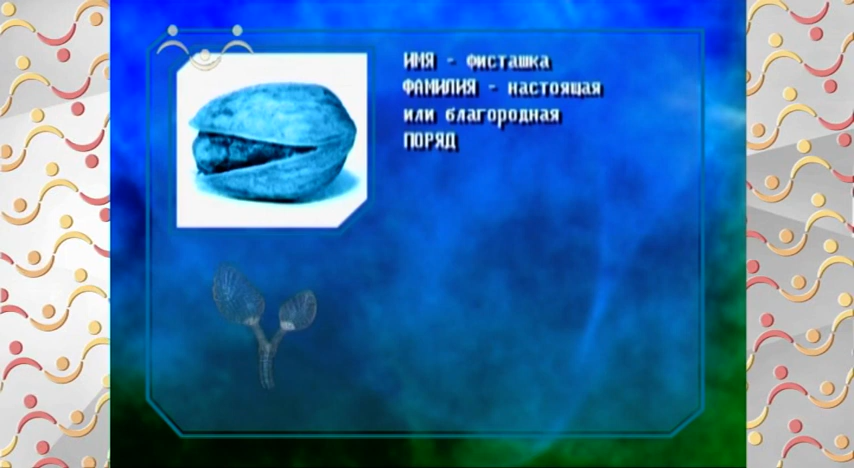 ИМЯ - фисташка
ФАМИЛИЯ - настоящая
или благородная
ПОРЯД